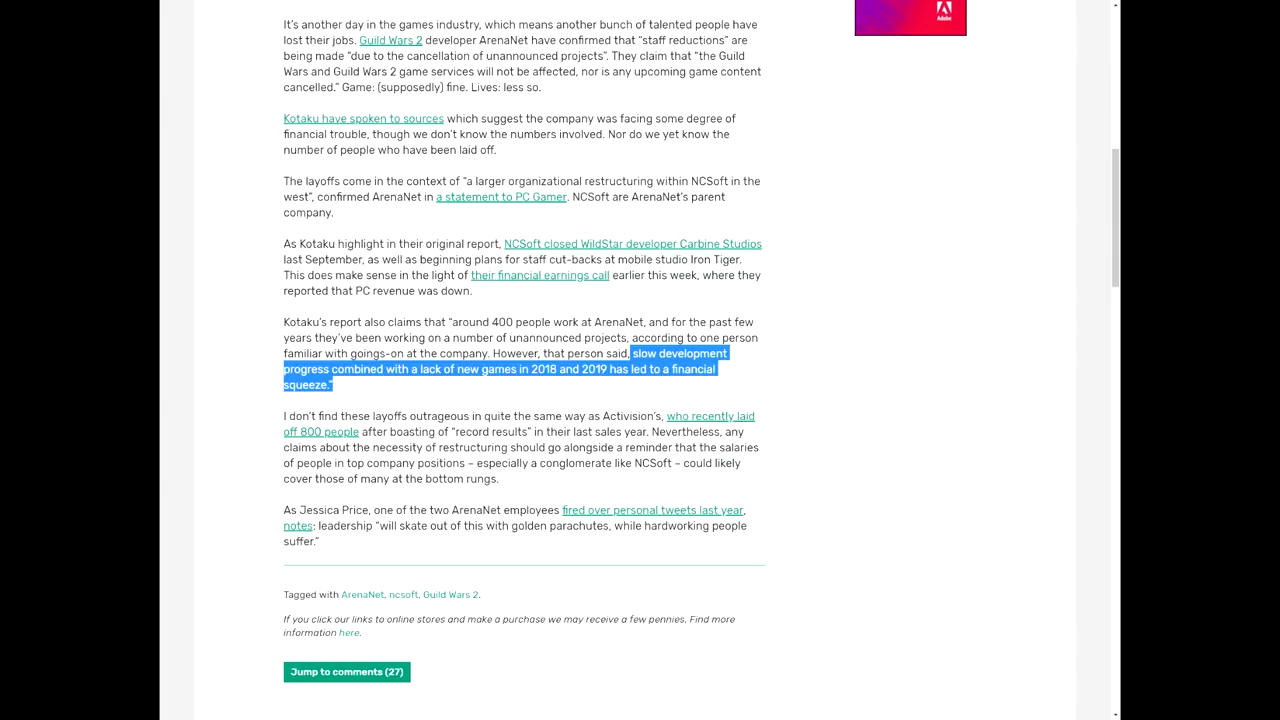 Adobe
It's another day in the games industry, which means another bunch of talented people have
lost their jobs. Guild Wars 2 developer ArenaNet have confirmed that “staff reductions” are
being made “due to the cancellation of unannounced projects”. They claim that “the Guild
Wars and Guild Wars 2 game services will not be affected, nor is any upcoming game content
cancelled.” Game: (supposedly) fine. Lives: less so.
Kotaku have spoken to sources which suggest the company was facing some degree of
financial trouble, though we don't know the numbers involved. Nor do we yet know the
number of people who have been laid off.
The layoffs come in the context of “a larger organizational restructuring within NCSoft in the
west”, confirmed ArenaNet in a statement to PC Gamer. NCSoft are ArenaNet's parent
company.
As Kotaku highlight in their original report, NCSoft closed WildStar developer Carbine Studios
last September, as well as beginning plans for staff cut-backs at mobile studio Iron Tiger.
This does make sense in the light of their financial earnings call earlier this week, where they
reported that PC revenue was down.
Kotaku's report also claims that “around 400 people work at ArenaNet, and for the past few
years they've been working on a number of unannounced projects, according to one person
familiar with goings-on at the company. However, that person said, slow development
progress combined with a lack of new games in 2018 and 2019 has led to a financial
squeeze.”
I don't find these layoffs outrageous in quite the same way as Activision's, who recently laid
off 800 people after boasting of “record results” in their last sales year. Nevertheless, any
claims about the necessity of restructuring should go alongside a reminder that the salaries
of people in top company positions – especially a conglomerate like NCSoft – could likely
cover those of many at the bottom rungs.
As Jessica Price, one of the two ArenaNet employees fired over personal tweets last year,
notes: leadership “will skate out of this with golden parachutes, while hardworking people
suffer.”
Tagged with ArenaNet, ncsoft, Guild Wars 2.
If you click our links to online stores and make a purchase we may receive a few pennies. Find more
information here.
Jump to comments (27)